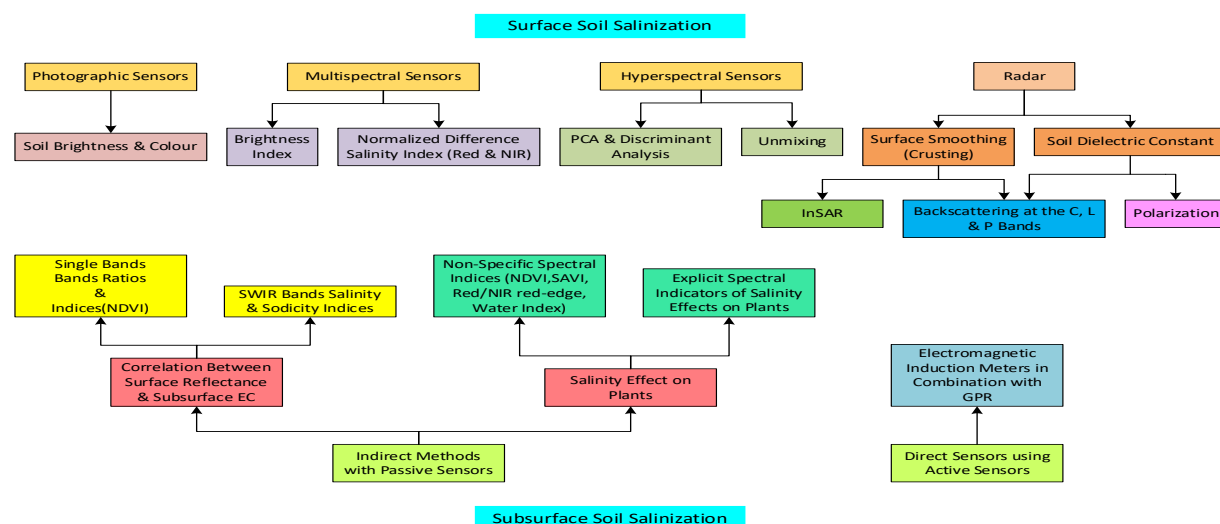 Surface Soil Salinization
Photographic Sensors
Multispectral Sensors
Hyperspectral Sensors
Radar
Soil Brightness & Colour
Brightness
Index
Normalized Difference
Salinity Index (Red & NIR)
PCA & Discriminant
Analysis
Unmixing
Surface Smoothing
(Crusting)
Soil Dielectric Constant
InSAR
Backscattering at the C, L
& P Bands
Polarization
Single Bands
Bands Ratios
&
Indices(NDVI)
SWIR Bands Salinity
& Sodicity Indices
Non-Specific Spectral
Indices (NDVI,SAVI,
Red/NIR red-edge,
Water Index)
Explicit Spectral
Indicators of Salinity
Effects on Plants
Correlation Between
Surface Reflectance
& Subsurface EC
Salinity Effect on
Plants
Electromagnetic
Induction Meters in
Combination with
GPR
Indirect Methods
with Passive Sensors
Direct Sensors using
Active Sensors
Subsurface Soil Salinization